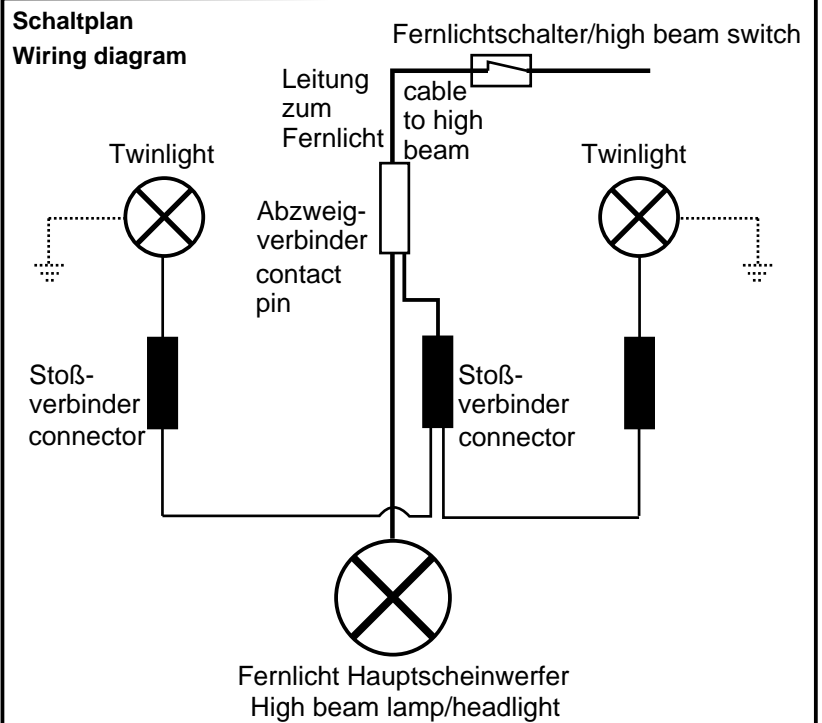 Schaltplan
Wiring diagram
Fernlichtschalter/high beam switch
Leitung
zum
Fernlicht
cable
to high
beam
Twinlight
Twinlight
Abzweig-
verbinder
contact
pin
Stoß-
verbinder
connector
Stoß-
verbinder
connector
Fernlicht Hauptscheinwerfer
High beam lamp/headlight